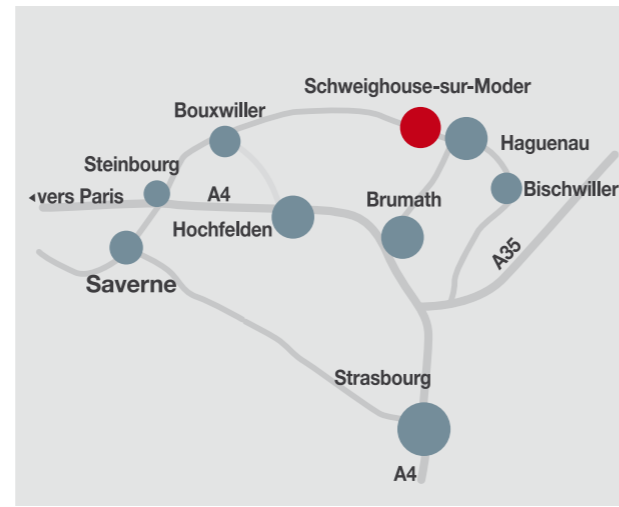 Schweighouse-sur-Moder
Bouxwiller
Haguenau
Steinbourg
Bischwiller
vers Paris
A4
Brumath
Hochfelden
A35
Saverne
Strasbourg
A4